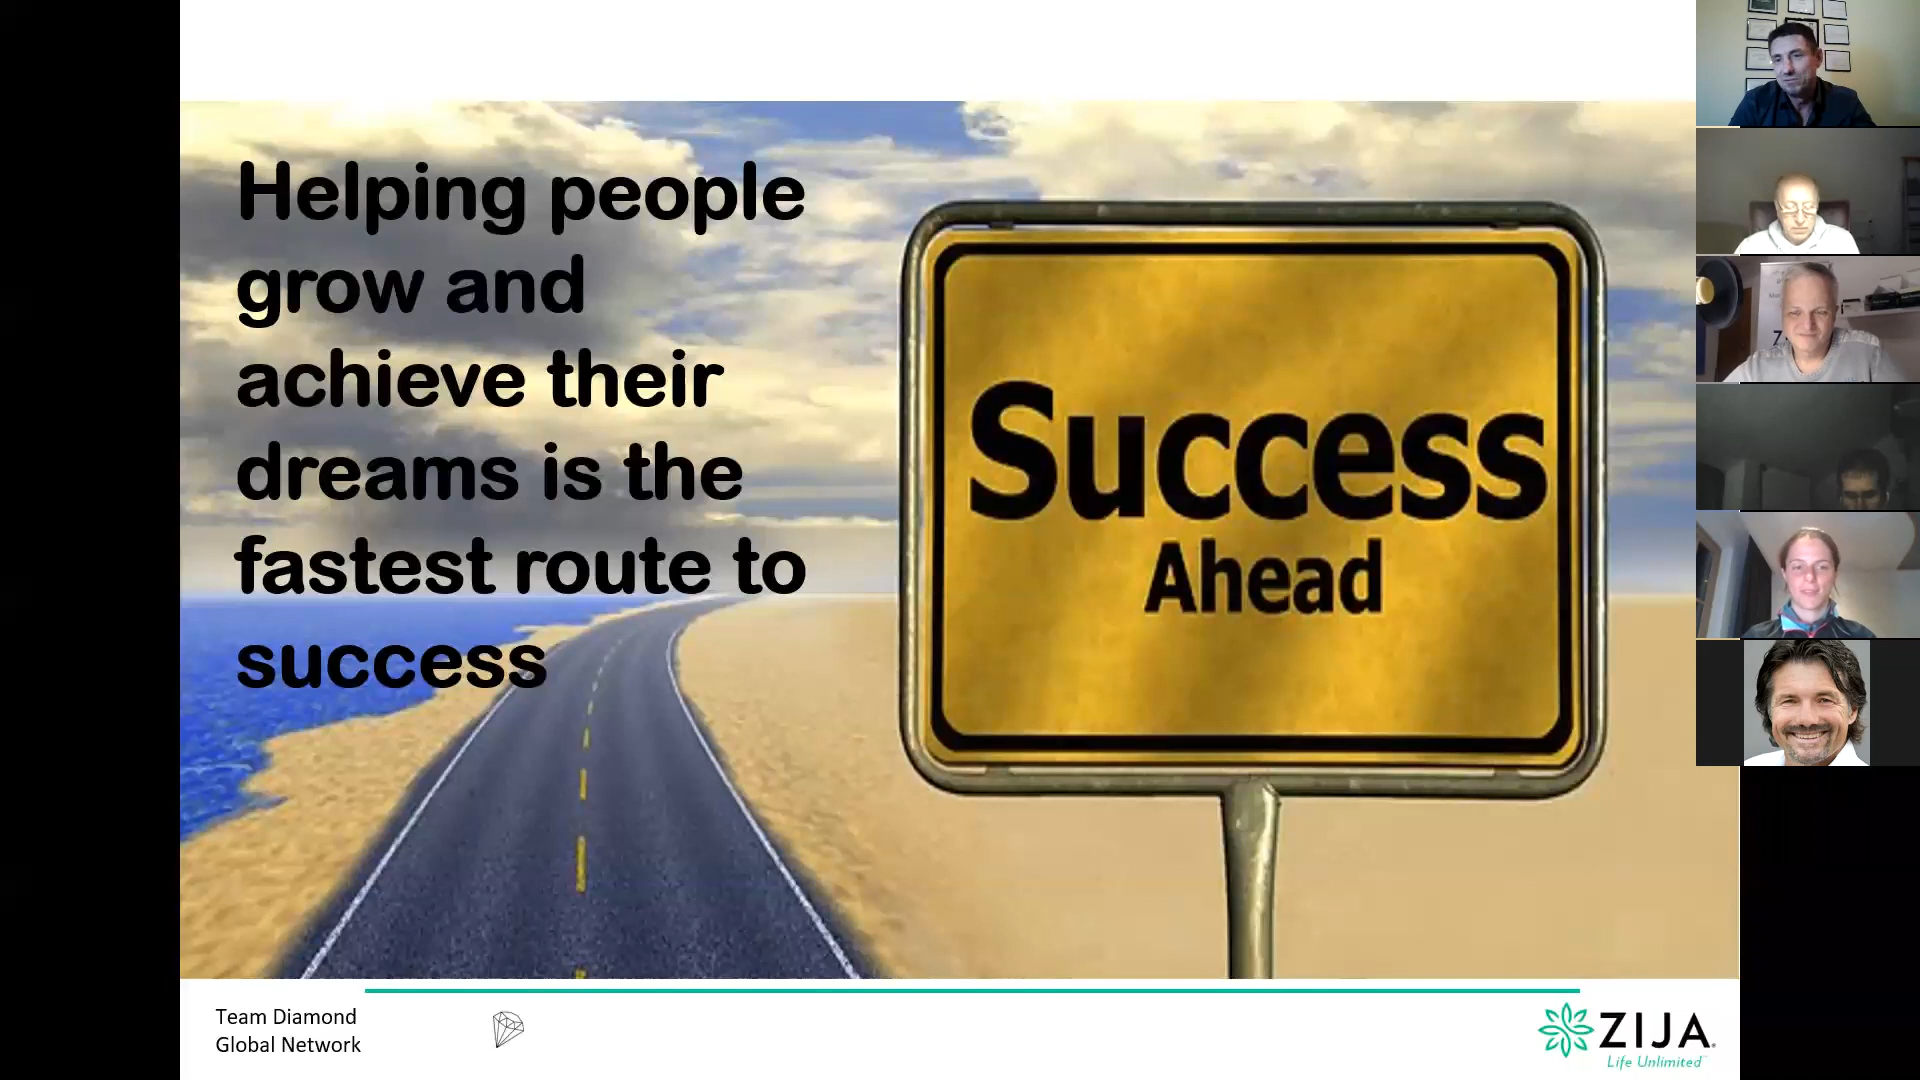 Helping people
grow and
achieve their
dreams is the
fastest route to
success
Success
Ahead
Team Diamond
Global Network
ZIJA
Life Unlimited